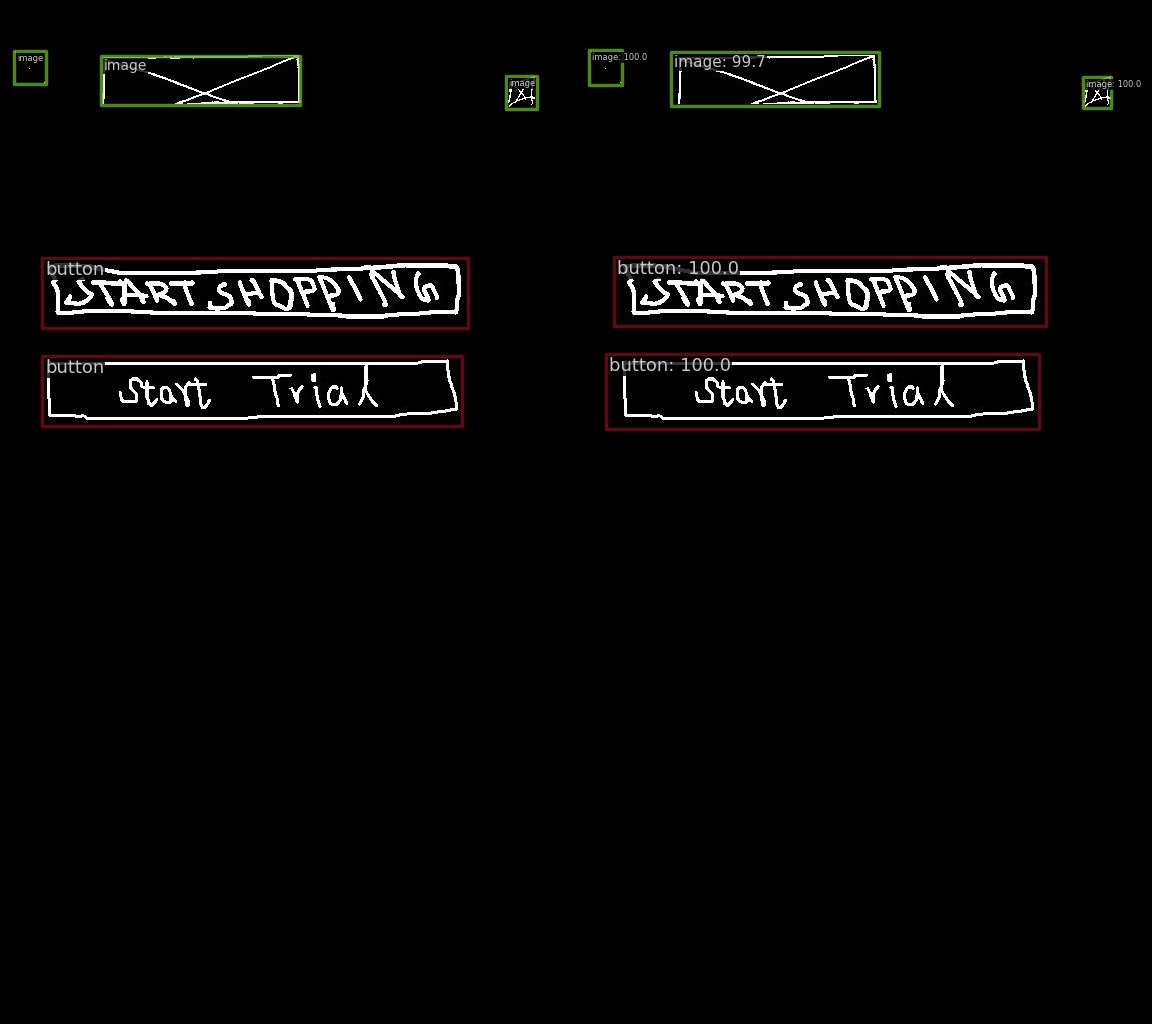 image image: 100.0
image image: 99.7
image image: 100.0
button button: 100.0
START SHOPPING START SHOPPING
button button: 100.0
Start Trial Start Trial